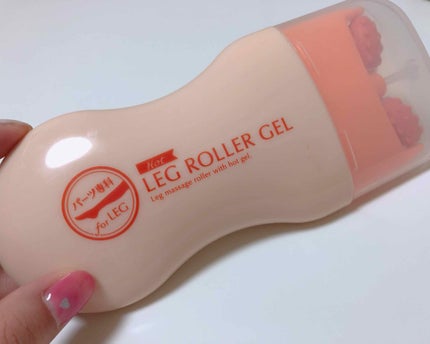 Hot
LEG ROLLER GEL
Leg massage roller with hot gel.
パーツ専科
for LEG